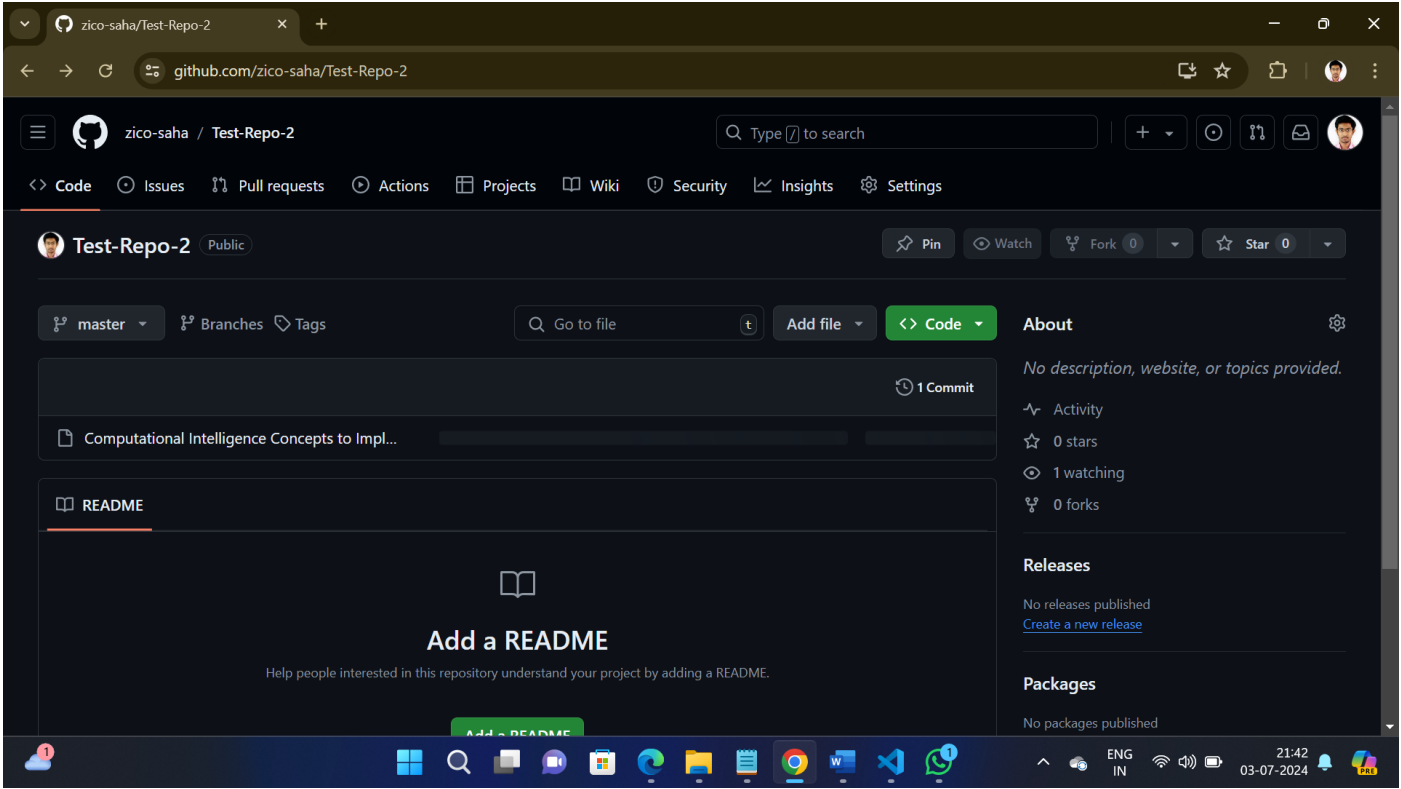 zico-saha/Test-Repo-2
github.com/zico-saha/Test-Repo-2
zico-saha / Test-Repo-2
Type / to search
Code Issues Pull requests Actions Projects Wiki Security Insights Settings
Test-Repo-2 Public
Pin Watch Fork 0 Star 0
master Branches Tags Go to file t Add file Code
1 Commit
Computational Intelligence Concepts to Impl...
README
Add a README
Help people interested in this repository understand your project by adding a README.
Add a README
About
No description, website, or topics provided.
Activity
0 stars
1 watching
0 forks
Releases
No releases published
Create a new release
Packages
No packages published
1
W
1
ENG
IN
21:42
03-07-2024
PRE